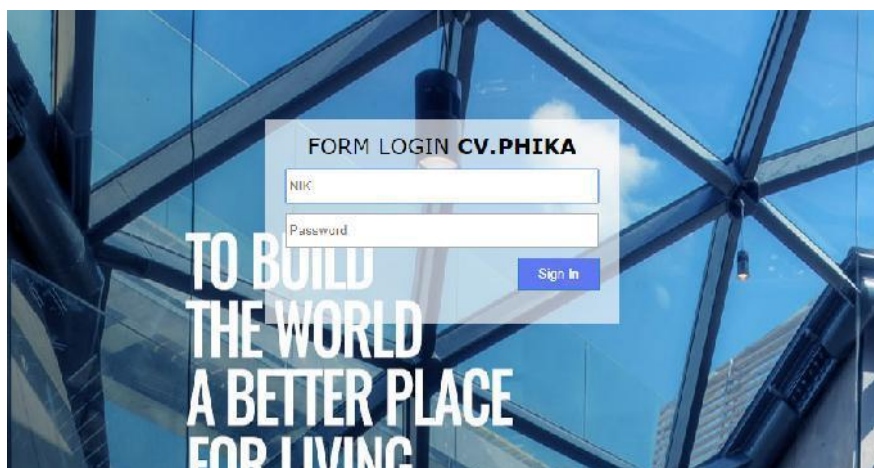 FORM LOGIN CV.PHIKA
NIK
Password
Sign In
TO BUILD
THE WORLD
A BETTER PLACE
FOR LIVING